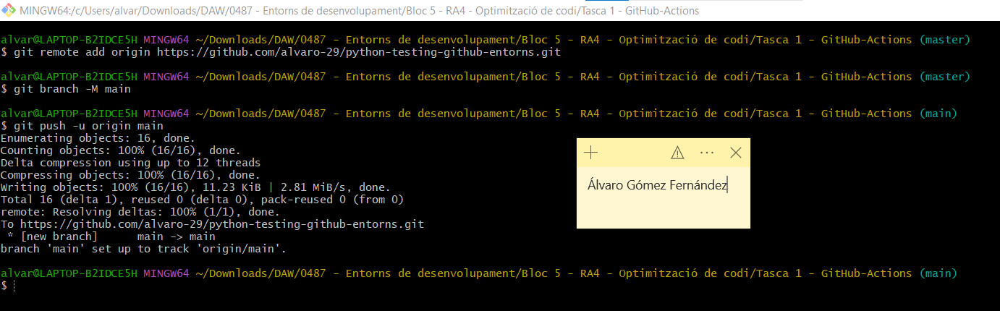 MINGW64:/c/Users/alvar/Downloads/DAW/0487 - Entorns de desenvolupament/Bloc 5 - RA4 - Optimització de codi/Tasca 1 - GitHub-Actions
alvar@LAPTOP-B2IDCE5H MINGW64 ~/Downloads/DAW/0487 - Entorns de desenvolupament/Bloc 5 - RA4 - Optimització de codi/Tasca 1 - GitHub-Actions (master)
$ git remote add origin https://github.com/alvaro-29/python-testing-github-entorns.git
alvar@LAPTOP-B2IDCE5H MINGW64 ~/Downloads/DAW/0487 - Entorns de desenvolupament/Bloc 5 - RA4 - Optimització de codi/Tasca 1 - GitHub-Actions (master)
$ git branch -M main
alvar@LAPTOP-B2IDCE5H MINGW64 ~/Downloads/DAW/0487 - Entorns de desenvolupament/Bloc 5 - RA4 - Optimització de codi/Tasca 1 - GitHub-Actions (main)
$ git push -u origin main
Enumerating objects: 16, done.
Counting objects: 100% (16/16), done.
Delta compression using up to 12 threads
Compressing objects: 100% (16/16), done.
Writing objects: 100% (16/16), 11.23 KiB | 2.81 MiB/s, done.
Total 16 (delta 1), reused 0 (delta 0), pack-reused 0 (from 0)
remote: Resolving deltas: 100% (1/1), done.
To https://github.com/alvaro-29/python-testing-github-entorns.git
 * [new branch]      main -> main
branch 'main' set up to track 'origin/main'.
alvar@LAPTOP-B2IDCE5H MINGW64 ~/Downloads/DAW/0487 - Entorns de desenvolupament/Bloc 5 - RA4 - Optimització de codi/Tasca 1 - GitHub-Actions (main)
$
Álvaro Gómez Fernández